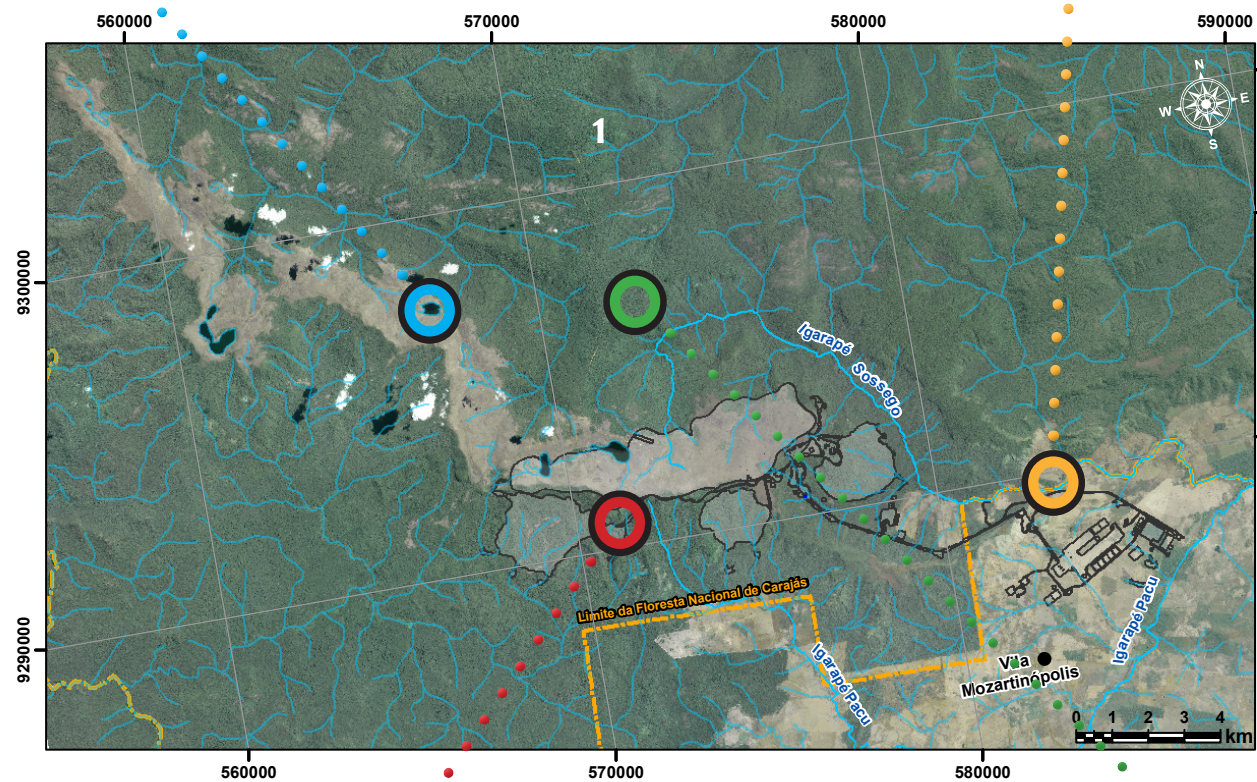 560000
570000
580000
590000
N
W
E
S
1
9300000
Igarapé
Sossego
Limite da Floresta Nacional de Carajás
9290000
Igarapé Pacu
Igarapé Pacu
Vila
Mozartinópolis
0 1 2 3 4
km
560000
570000
580000